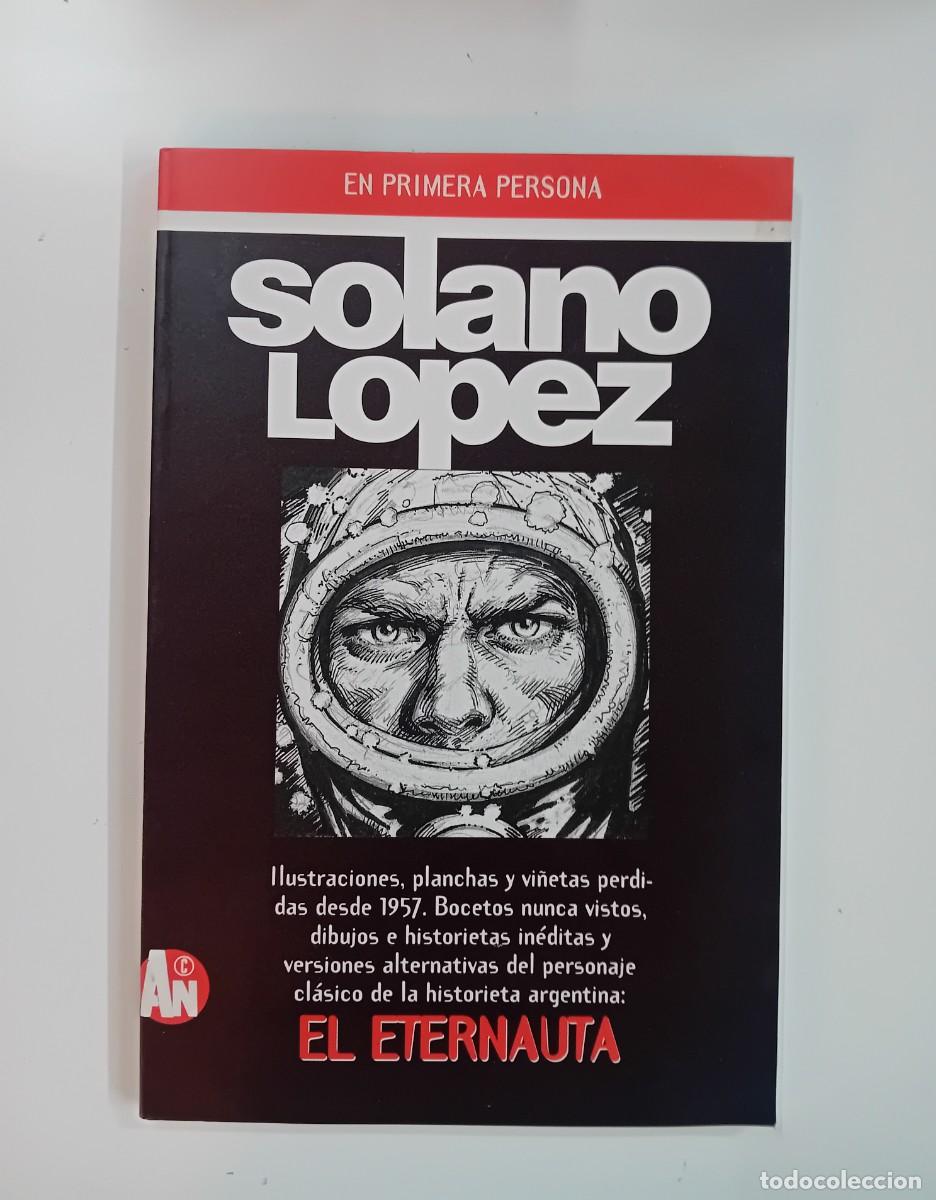 EN PRIMERA PERSONA
Solano
Lopez
Ilustraciones, planchas y viñetas perdi-
das desde 1957. Bocetos nunca vistos,
dibujos e historietas inéditas y
versiones alternativas del personaje
clásico de la historieta argentina:
EL ETERNAUTA
©
AN
todocoleccion